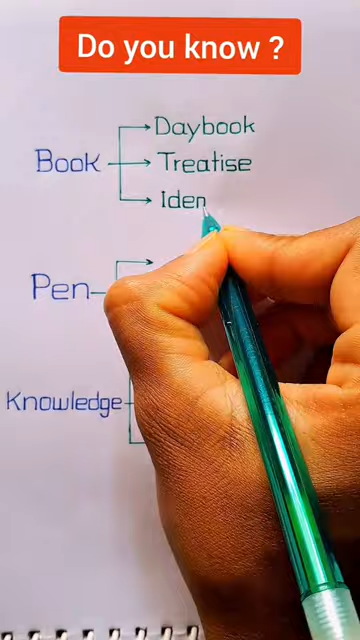 Do you know ?
Daybook
Book
Treatise
Iden
Pen
Knowledge